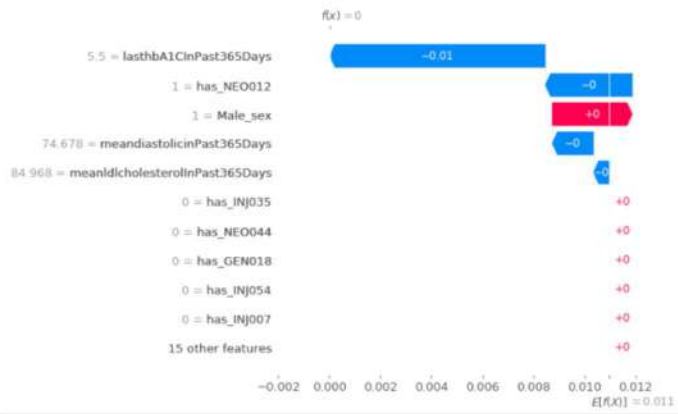 f(x) = 0
5.5 = lasthbA1CInPast365Days
−0.01
1 = has_NEO012
−0
1 = Male_sex
+0
74.678 = meandiastolicinPast365Days
−0
84.968 = meanldlcholesterolInPast365Days
−0
0 = has_INJ035
+0
0 = has_NEO044
+0
0 = has_GEN018
+0
0 = has_INJ054
+0
0 = has_INJ007
+0
15 other features
+0
−0.002 0.000 0.002 0.004 0.006 0.008 0.010 0.012
E[f(X)] = 0.011